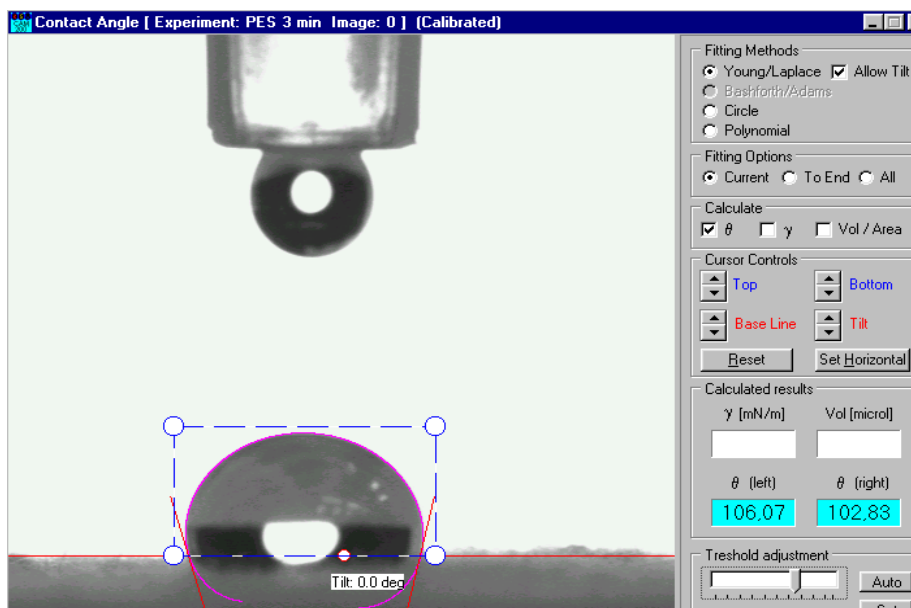 Contact Angle [ Experiment: PES 3 min Image: 0 ] (Calibrated)
Fitting Methods
Young/Laplace Allow Tilt
Bashforth/Adams
Circle
Polynomial
Fitting Options
Current To End All
Calculate
θ γ Vol / Area
Cursor Controls
Top Bottom
Base Line Tilt
Reset Set Horizontal
Calculated results
γ [mN/m] Vol [microl]
θ (left) θ (right)
106,07 102,83
Tilt: 0.0 deg
Treshold adjustment
Auto